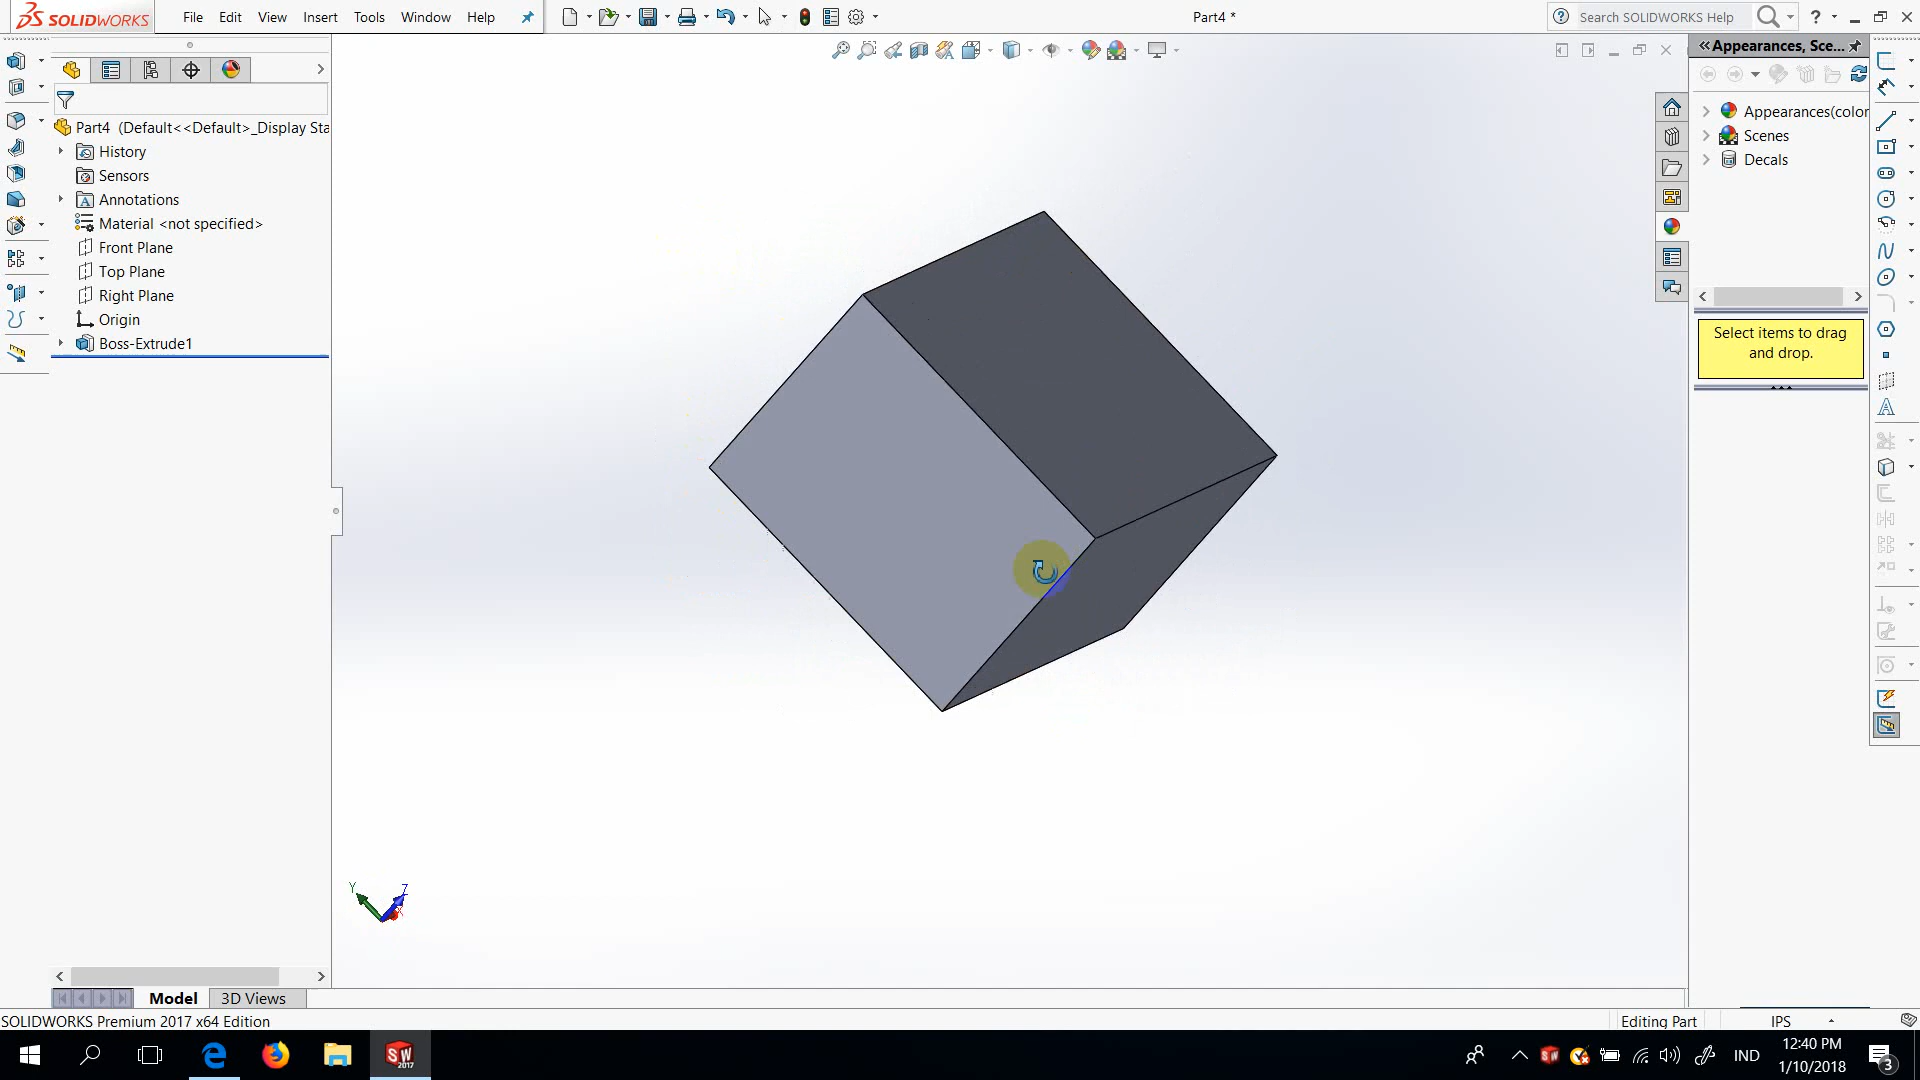 SOLIDWORKS
File Edit View Insert Tools Window Help
Part4 *
Search SOLIDWORKS Help
Appearances, Sce...
Part4 (Default<<Default>_Display Sta
History
Sensors
Annotations
Material <not specified>
Front Plane
Top Plane
Right Plane
Origin
Boss-Extrude1
Appearances(color
Scenes
Decals
Select items to drag
and drop.
Y
Z
X
Model
3D Views
SOLIDWORKS Premium 2017 x64 Edition
Editing Part
IPS
SW
2017
IND
12:40 PM
1/10/2018
3